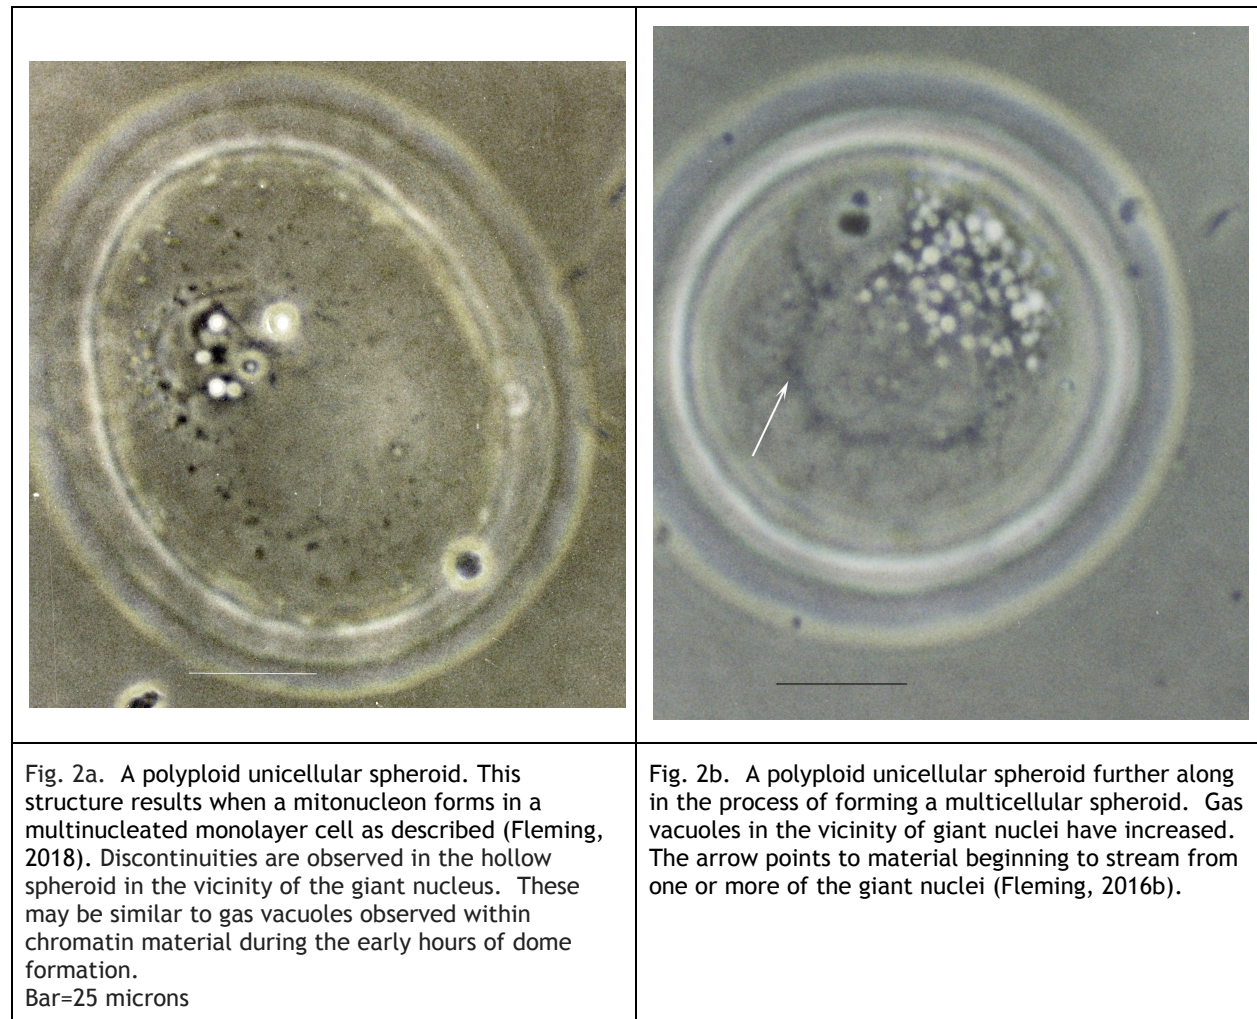 Fig. 2a.  A polyploid unicellular spheroid. This
structure results when a mitonucleon forms in a
multinucleated monolayer cell as described (Fleming,
2018). Discontinuities are observed in the hollow
spheroid in the vicinity of the giant nucleus.  These
may be similar to gas vacuoles observed within
chromatin material during the early hours of dome
formation.
Bar=25 microns
Fig. 2b.  A polyploid unicellular spheroid further along
in the process of forming a multicellular spheroid.  Gas
vacuoles in the vicinity of giant nuclei have increased.
The arrow points to material beginning to stream from
one or more of the giant nuclei (Fleming, 2016b).